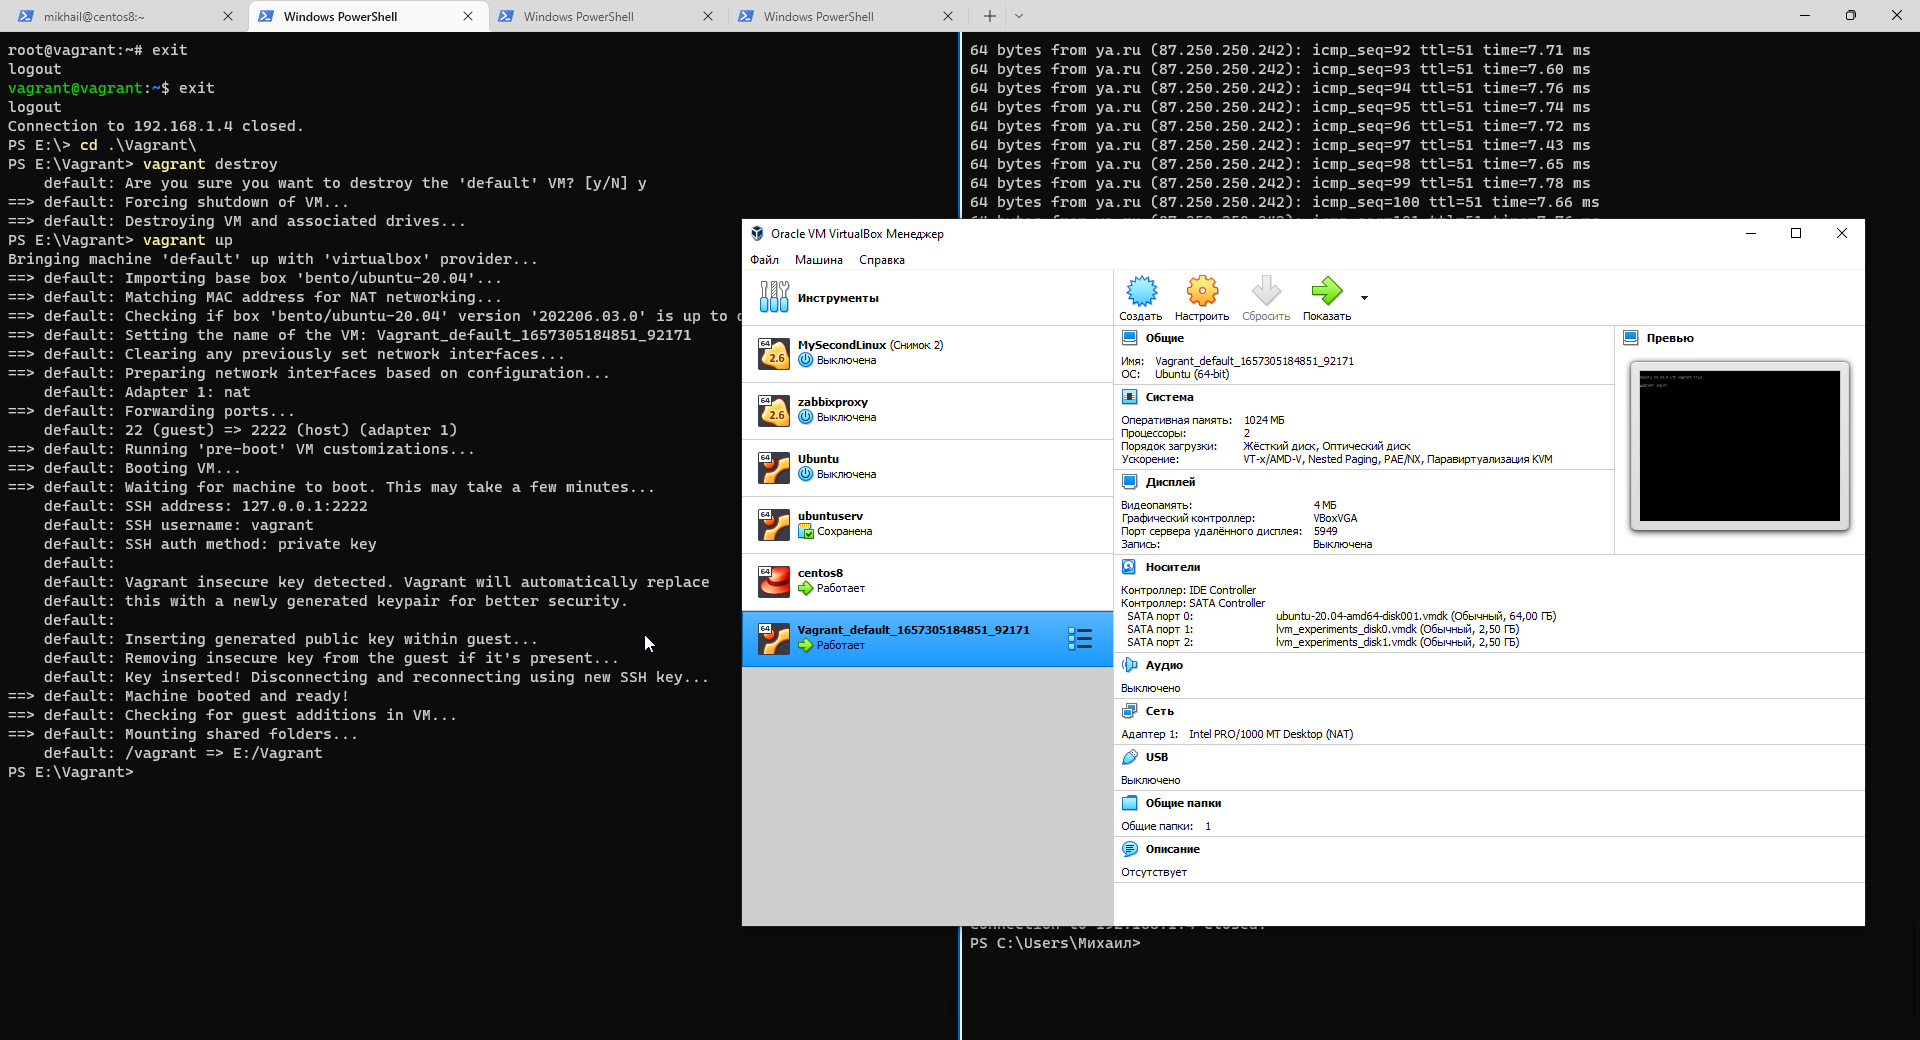 mikhail@centos8:~
Windows PowerShell
Windows PowerShell
Windows PowerShell
root@vagrant:~# exit
logout
vagrant@vagrant:~$ exit
logout
Connection to 192.168.1.4 closed.
PS E:\> cd .\Vagrant\
PS E:\Vagrant> vagrant destroy
    default: Are you sure you want to destroy the 'default' VM? [y/N] y
==> default: Forcing shutdown of VM...
==> default: Destroying VM and associated drives...
PS E:\Vagrant> vagrant up
Bringing machine 'default' up with 'virtualbox' provider...
==> default: Importing base box 'bento/ubuntu-20.04'...
==> default: Matching MAC address for NAT networking...
==> default: Checking if box 'bento/ubuntu-20.04' version '202206.03.0' is up to
==> default: Setting the name of the VM: Vagrant_default_1657305184851_92171
==> default: Clearing any previously set network interfaces...
==> default: Preparing network interfaces based on configuration...
    default: Adapter 1: nat
==> default: Forwarding ports...
    default: 22 (guest) => 2222 (host) (adapter 1)
==> default: Running 'pre-boot' VM customizations...
==> default: Booting VM...
==> default: Waiting for machine to boot. This may take a few minutes...
    default: SSH address: 127.0.0.1:2222
    default: SSH username: vagrant
    default: SSH auth method: private key
    default:
    default: Vagrant insecure key detected. Vagrant will automatically replace
    default: this with a newly generated keypair for better security.
    default:
    default: Inserting generated public key within guest...
    default: Removing insecure key from the guest if it's present...
    default: Key inserted! Disconnecting and reconnecting using new SSH key...
==> default: Machine booted and ready!
==> default: Checking for guest additions in VM...
==> default: Mounting shared folders...
    default: /vagrant => E:/Vagrant
PS E:\Vagrant>
64 bytes from ya.ru (87.250.250.242): icmp_seq=92 ttl=51 time=7.71 ms
64 bytes from ya.ru (87.250.250.242): icmp_seq=93 ttl=51 time=7.60 ms
64 bytes from ya.ru (87.250.250.242): icmp_seq=94 ttl=51 time=7.76 ms
64 bytes from ya.ru (87.250.250.242): icmp_seq=95 ttl=51 time=7.74 ms
64 bytes from ya.ru (87.250.250.242): icmp_seq=96 ttl=51 time=7.72 ms
64 bytes from ya.ru (87.250.250.242): icmp_seq=97 ttl=51 time=7.43 ms
64 bytes from ya.ru (87.250.250.242): icmp_seq=98 ttl=51 time=7.65 ms
64 bytes from ya.ru (87.250.250.242): icmp_seq=99 ttl=51 time=7.78 ms
64 bytes from ya.ru (87.250.250.242): icmp_seq=100 ttl=51 time=7.66 ms
Oracle VM VirtualBox Менеджер
Файл Машина Справка
Инструменты
64 2.6 MySecondLinux (Снимок 2)
Выключена
64 2.6 zabbixproxy
Выключена
64 Ubuntu
Выключена
64 ubuntuserv
Сохранена
64 centos8
Работает
64 Vagrant_default_1657305184851_92171
Работает
Создать Настроить Сбросить Показать
Общие
Имя: Vagrant_default_1657305184851_92171
ОС: Ubuntu (64-bit)
Система
Оперативная память: 1024 МБ
Процессоры: 2
Порядок загрузки: Жёсткий диск, Оптический диск
Ускорение: VT-x/AMD-V, Nested Paging, PAE/NX, Паравиртуализация KVM
Дисплей
Видеопамять: 4 МБ
Графический контроллер: VBoxVGA
Порт сервера удалённого дисплея: 5949
Запись: Выключена
Превью
Носители
Контроллер: IDE Controller
Контроллер: SATA Controller
SATA порт 0: ubuntu-20.04-amd64-disk001.vmdk (Обычный, 64,00 ГБ)
SATA порт 1: lvm_experiments_disk0.vmdk (Обычный, 2,50 ГБ)
SATA порт 2: lvm_experiments_disk1.vmdk (Обычный, 2,50 ГБ)
Аудио
Выключено
Сеть
Адаптер 1: Intel PRO/1000 MT Desktop (NAT)
USB
Выключено
Общие папки
Общие папки: 1
Описание
Отсутствует
PS C:\Users\Михаил>